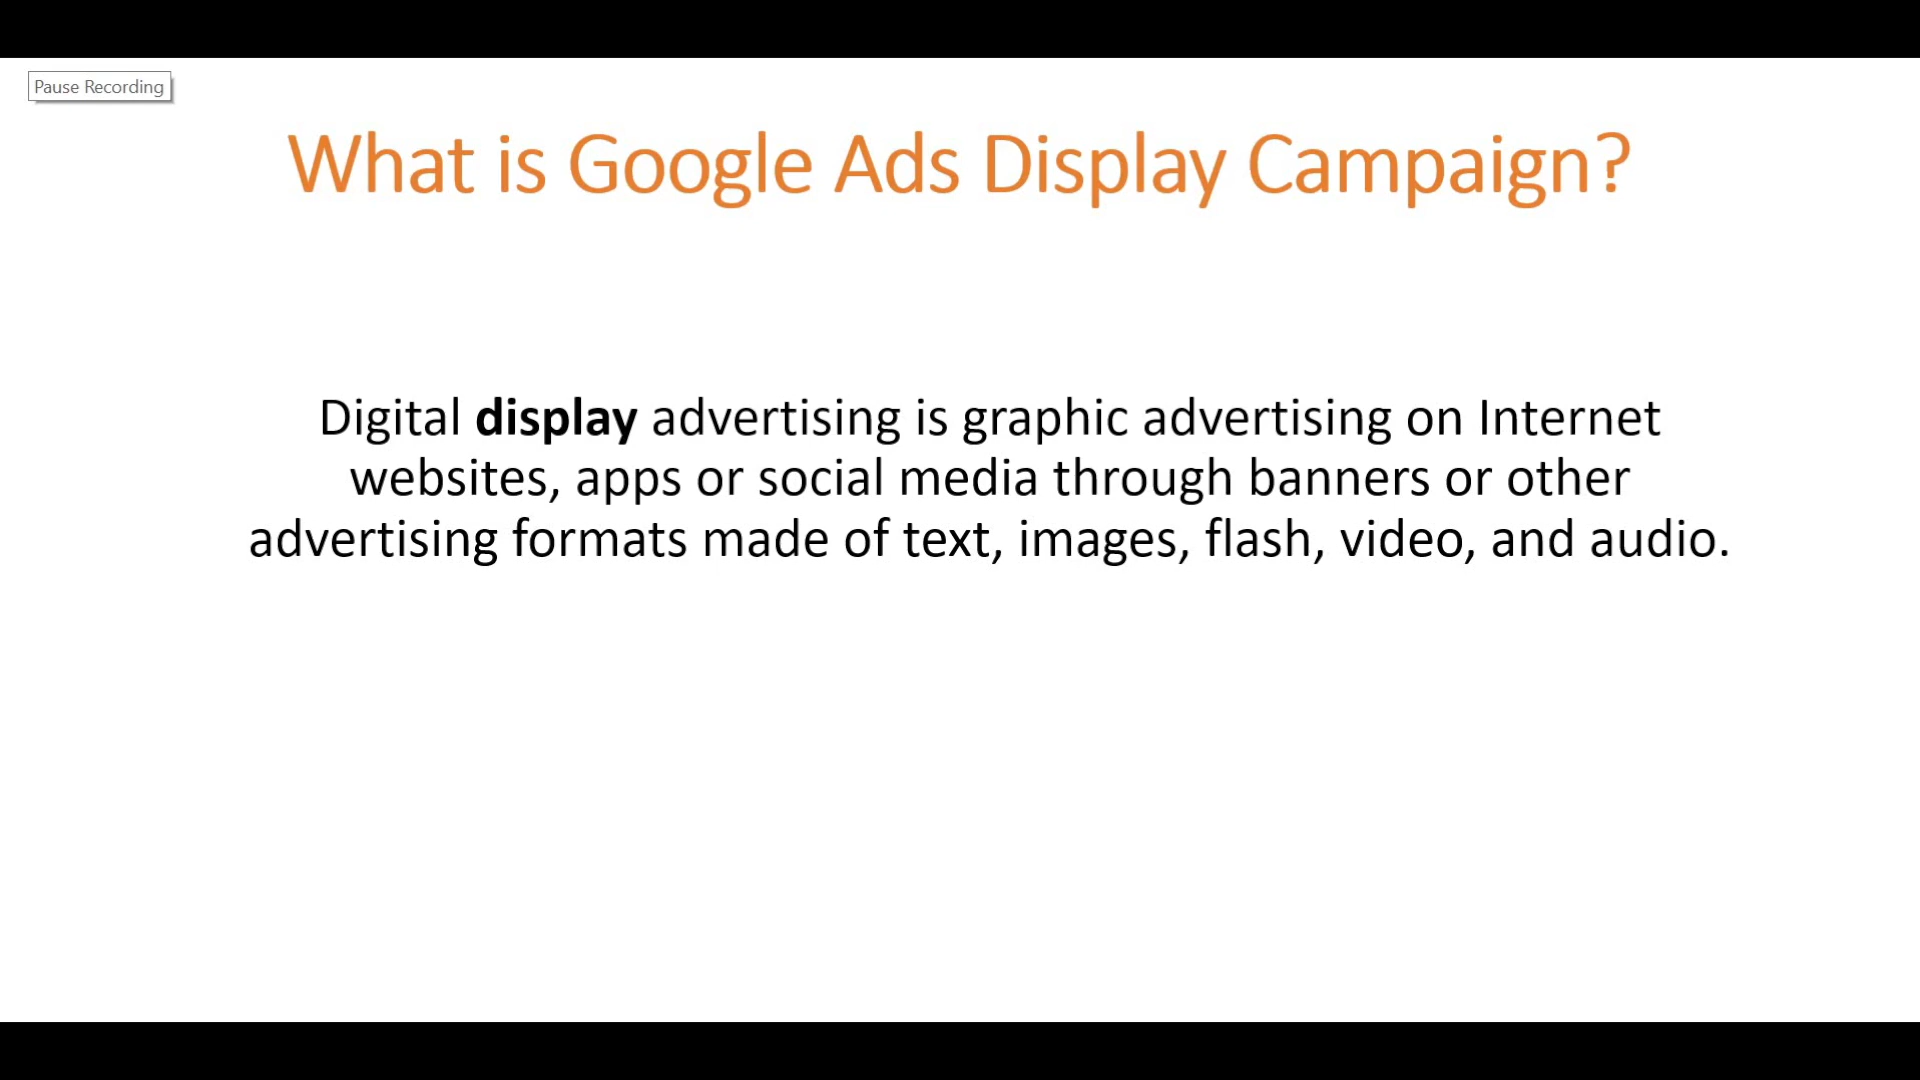 Pause Recording
What is Google Ads Display Campaign?
Digital display advertising is graphic advertising on Internet
websites, apps or social media through banners or other
advertising formats made of text, images, flash, video, and audio.